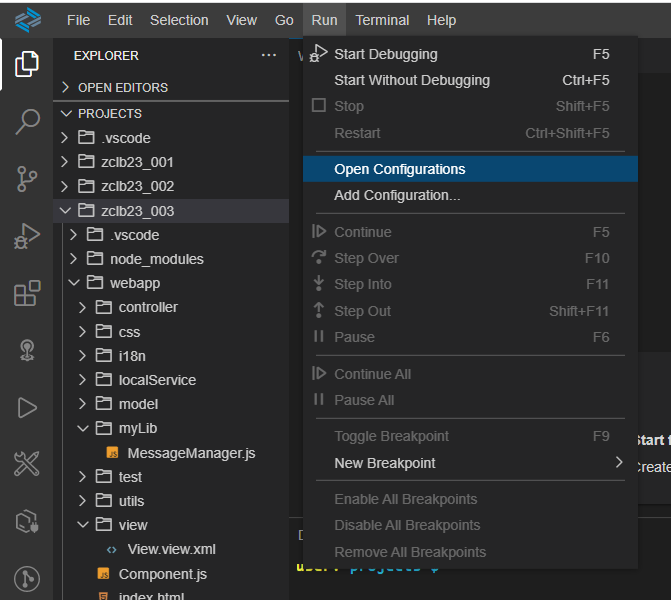 File Edit Selection View Go Run Terminal Help
EXPLORER ...
OPEN EDITORS
PROJECTS
.vscode
zclb23_001
zclb23_002
zclb23_003
.vscode
node_modules
webapp
controller
css
i18n
localService
model
myLib
JS MessageManager.js
test
utils
view
<> View.view.xml
JS Component.js
index.html
Start Debugging F5
Start Without Debugging Ctrl+F5
Stop Shift+F5
Restart Ctrl+Shift+F5
Open Configurations
Add Configuration...
Continue F5
Step Over F10
Step Into F11
Step Out Shift+F11
Pause F6
Continue All
Pause All
Toggle Breakpoint F9
New Breakpoint
Enable All Breakpoints
Disable All Breakpoints
Remove All Breakpoints
Start f
Create
user: projects $